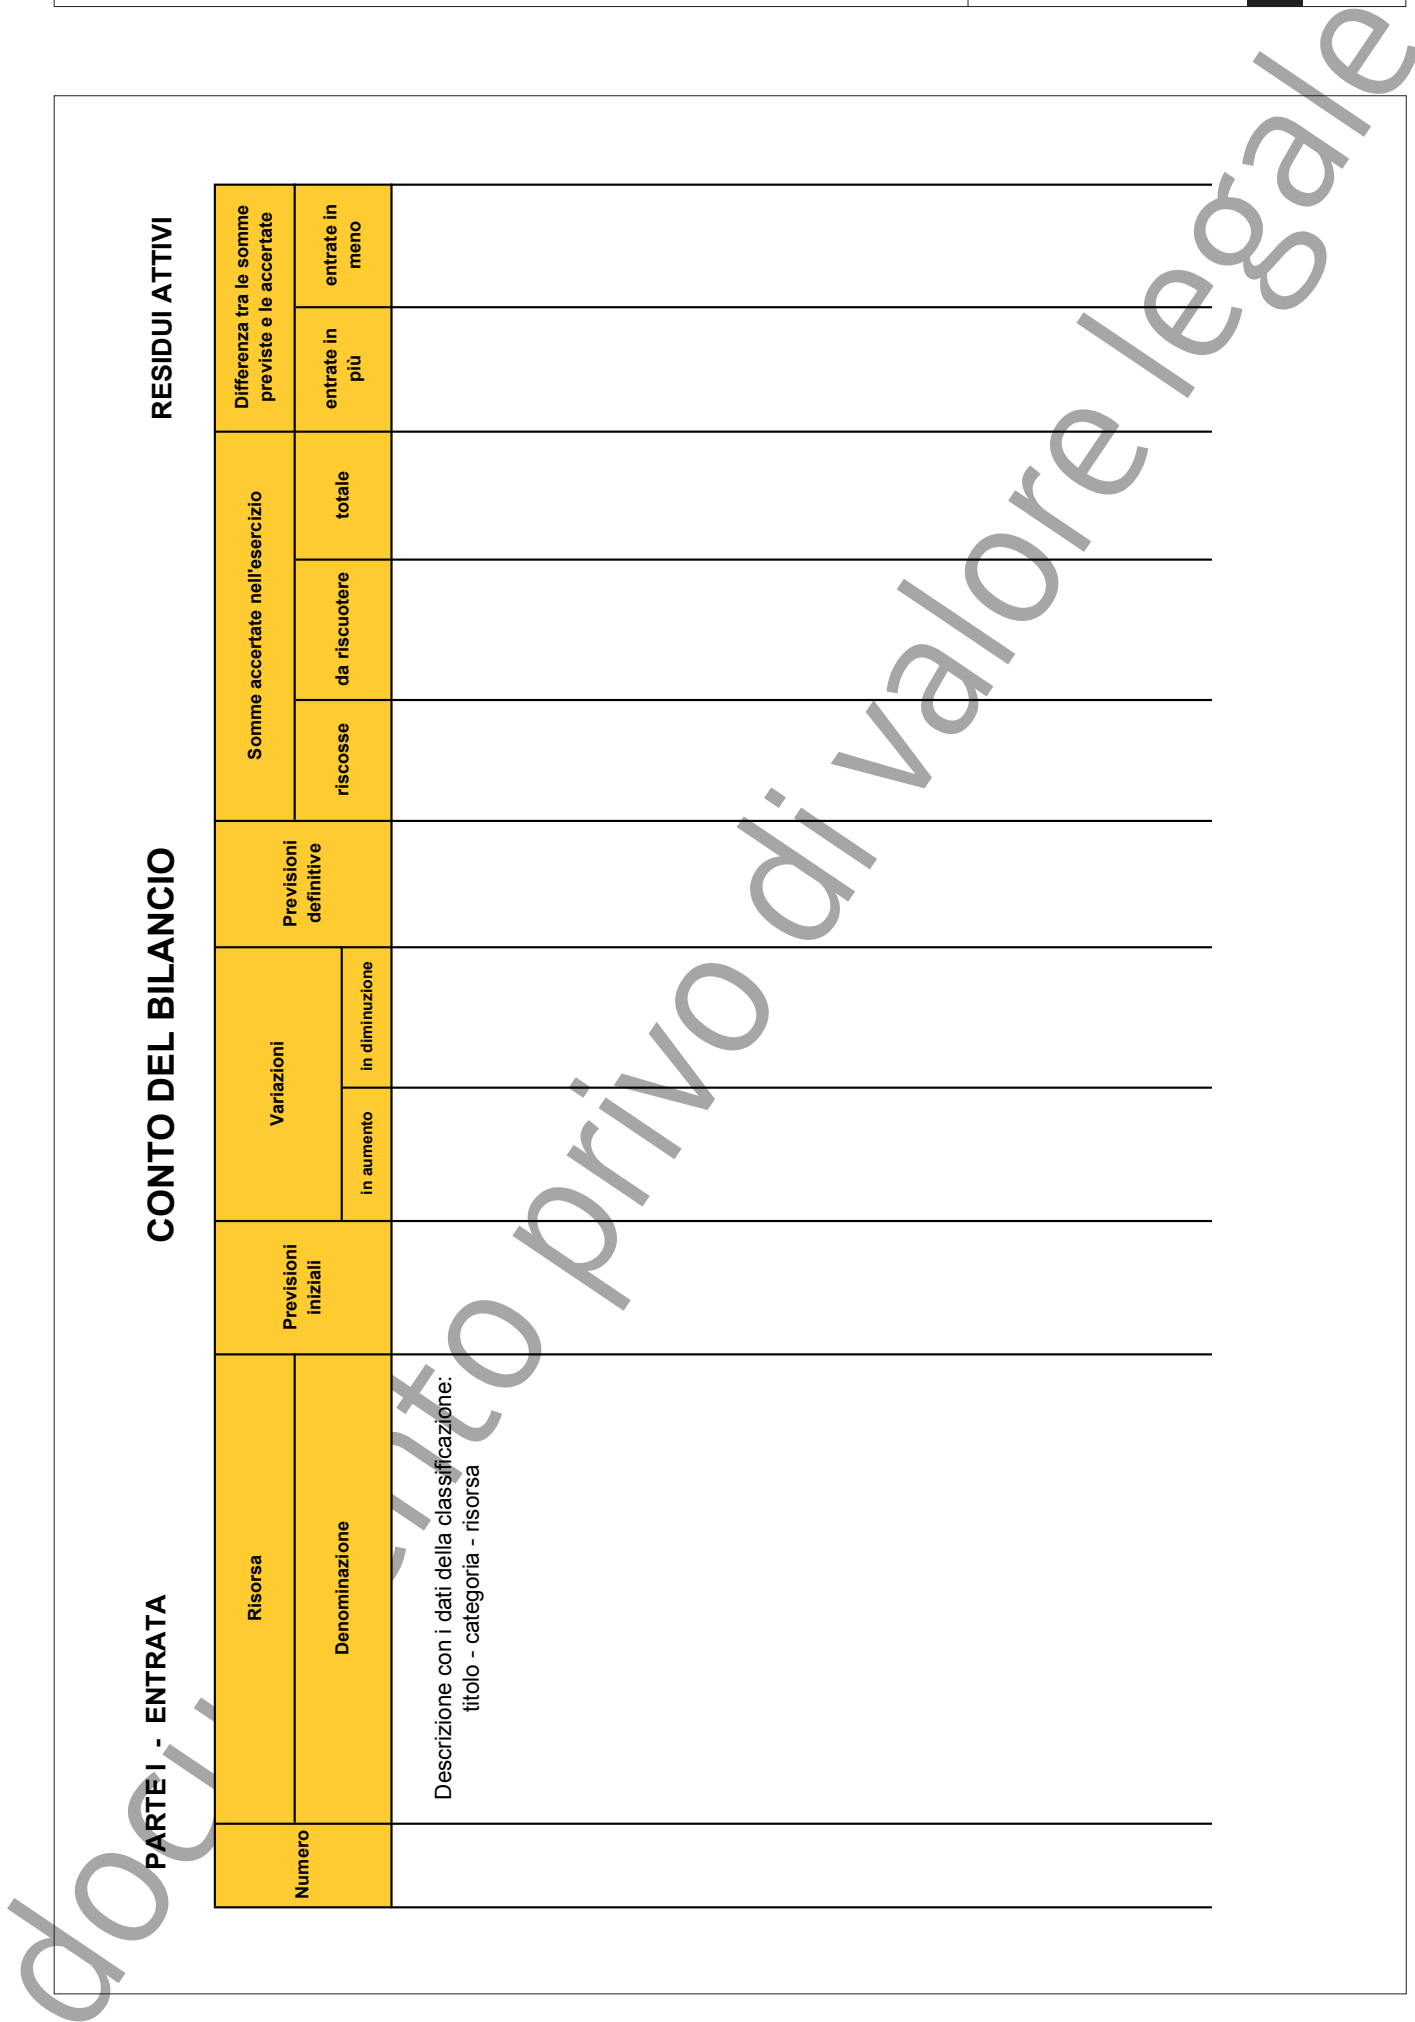 PARTE I - ENTRATA
CONTO DEL BILANCIO
RESIDUI ATTIVI
Numero
Risorsa
Denominazione
Previsioni
iniziali
Variazioni
in aumento
in diminuzione
Previsioni
definitive
Somme accertate nell'esercizio
riscosse
da riscuotere
totale
Differenza tra le somme
previste e le accertate
entrate in
più
entrate in
meno
Descrizione con i dati della classificazione:
titolo - categoria - risorsa
privo di valore legale